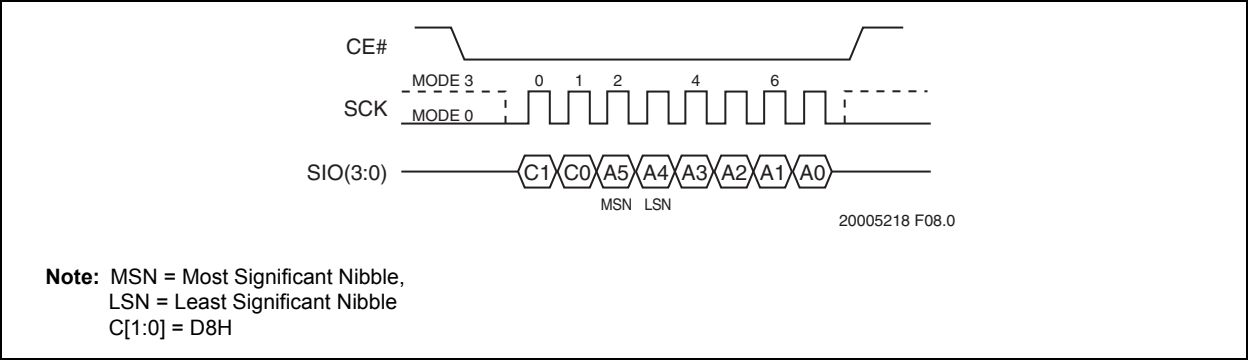 CE#
MODE 3 0 1 2 4 6
SCK
MODE 0
SIO(3:0) C1 C0 A5 A4 A3 A2 A1 A0
MSN LSN
20005218 F08.0
Note: MSN = Most Significant Nibble,
LSN = Least Significant Nibble
C[1:0] = D8H